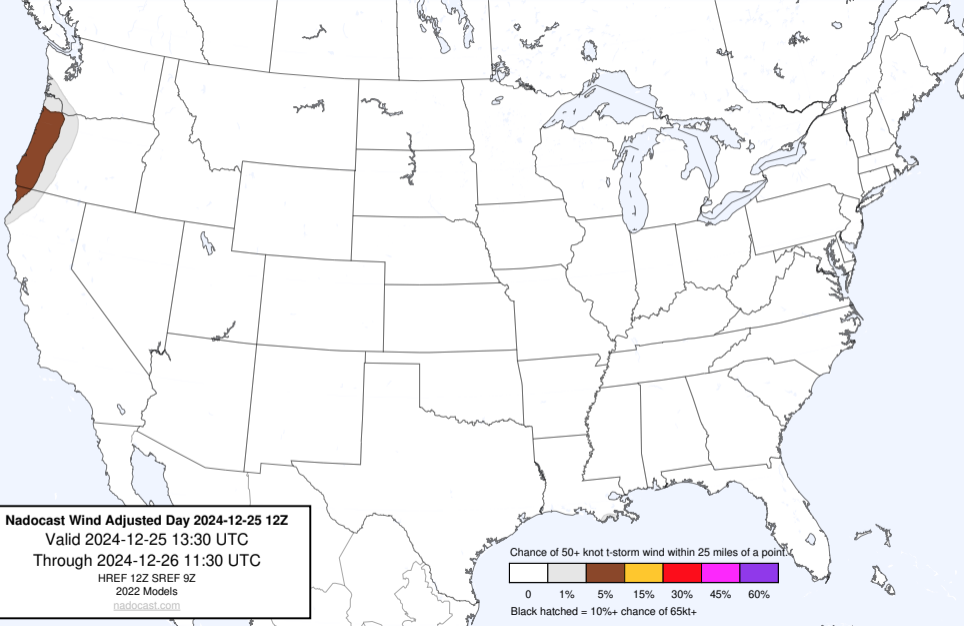 Nadocast Wind Adjusted Day 2024-12-25 12Z
Valid 2024-12-25 13:30 UTC
Through 2024-12-26 11:30 UTC
HREF 12Z SREF 9Z
2022 Models
nadocast.com
Chance of 50+ knot t-storm wind within 25 miles of a point.
0 1% 5% 15% 30% 45% 60%
Black hatched = 10%+ chance of 65kt+